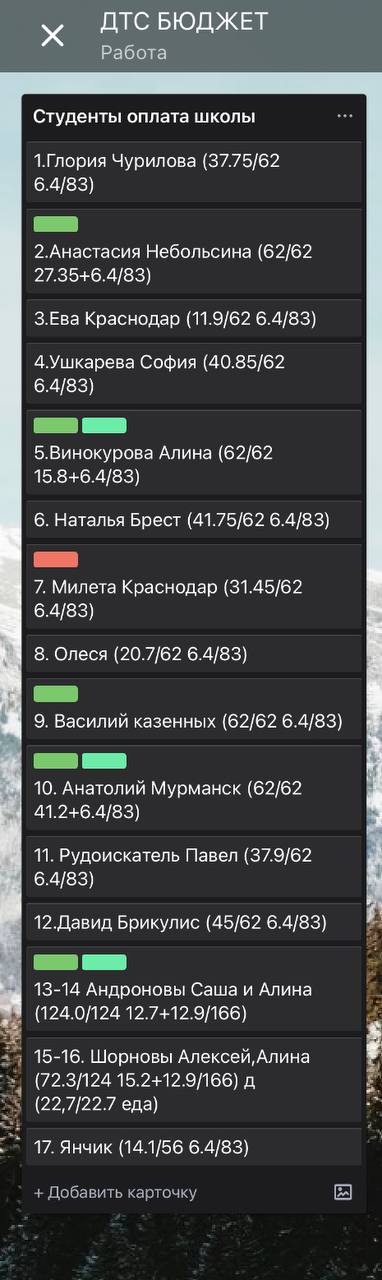 ДТС БЮДЖЕТ
Работа
Студенты оплата школы
1.Глория Чурилова (37.75/62
6.4/83)
2.Анастасия Небольсина (62/62
27.35+6.4/83)
3.Ева Краснодар (11.9/62 6.4/83)
4.Ушкарева София (40.85/62
6.4/83)
5.Винокурова Алина (62/62
15.8+6.4/83)
6. Наталья Брест (41.75/62 6.4/83)
7. Милета Краснодар (31.45/62
6.4/83)
8. Олеся (20.7/62 6.4/83)
9. Василий казенных (62/62 6.4/83)
10. Анатолий Мурманск (62/62
41.2+6.4/83)
11. Рудоискатель Павел (37.9/62
6.4/83)
12.Давид Брикулис (45/62 6.4/83)
13-14 Андроновы Саша и Алина
(124.0/124 12.7+12.9/166)
15-16. Шорновы Алексей,Алина
(72.3/124 15.2+12.9/166) д
(22,7/22.7 еда)
17. Янчик (14.1/56 6.4/83)
+ Добавить карточку